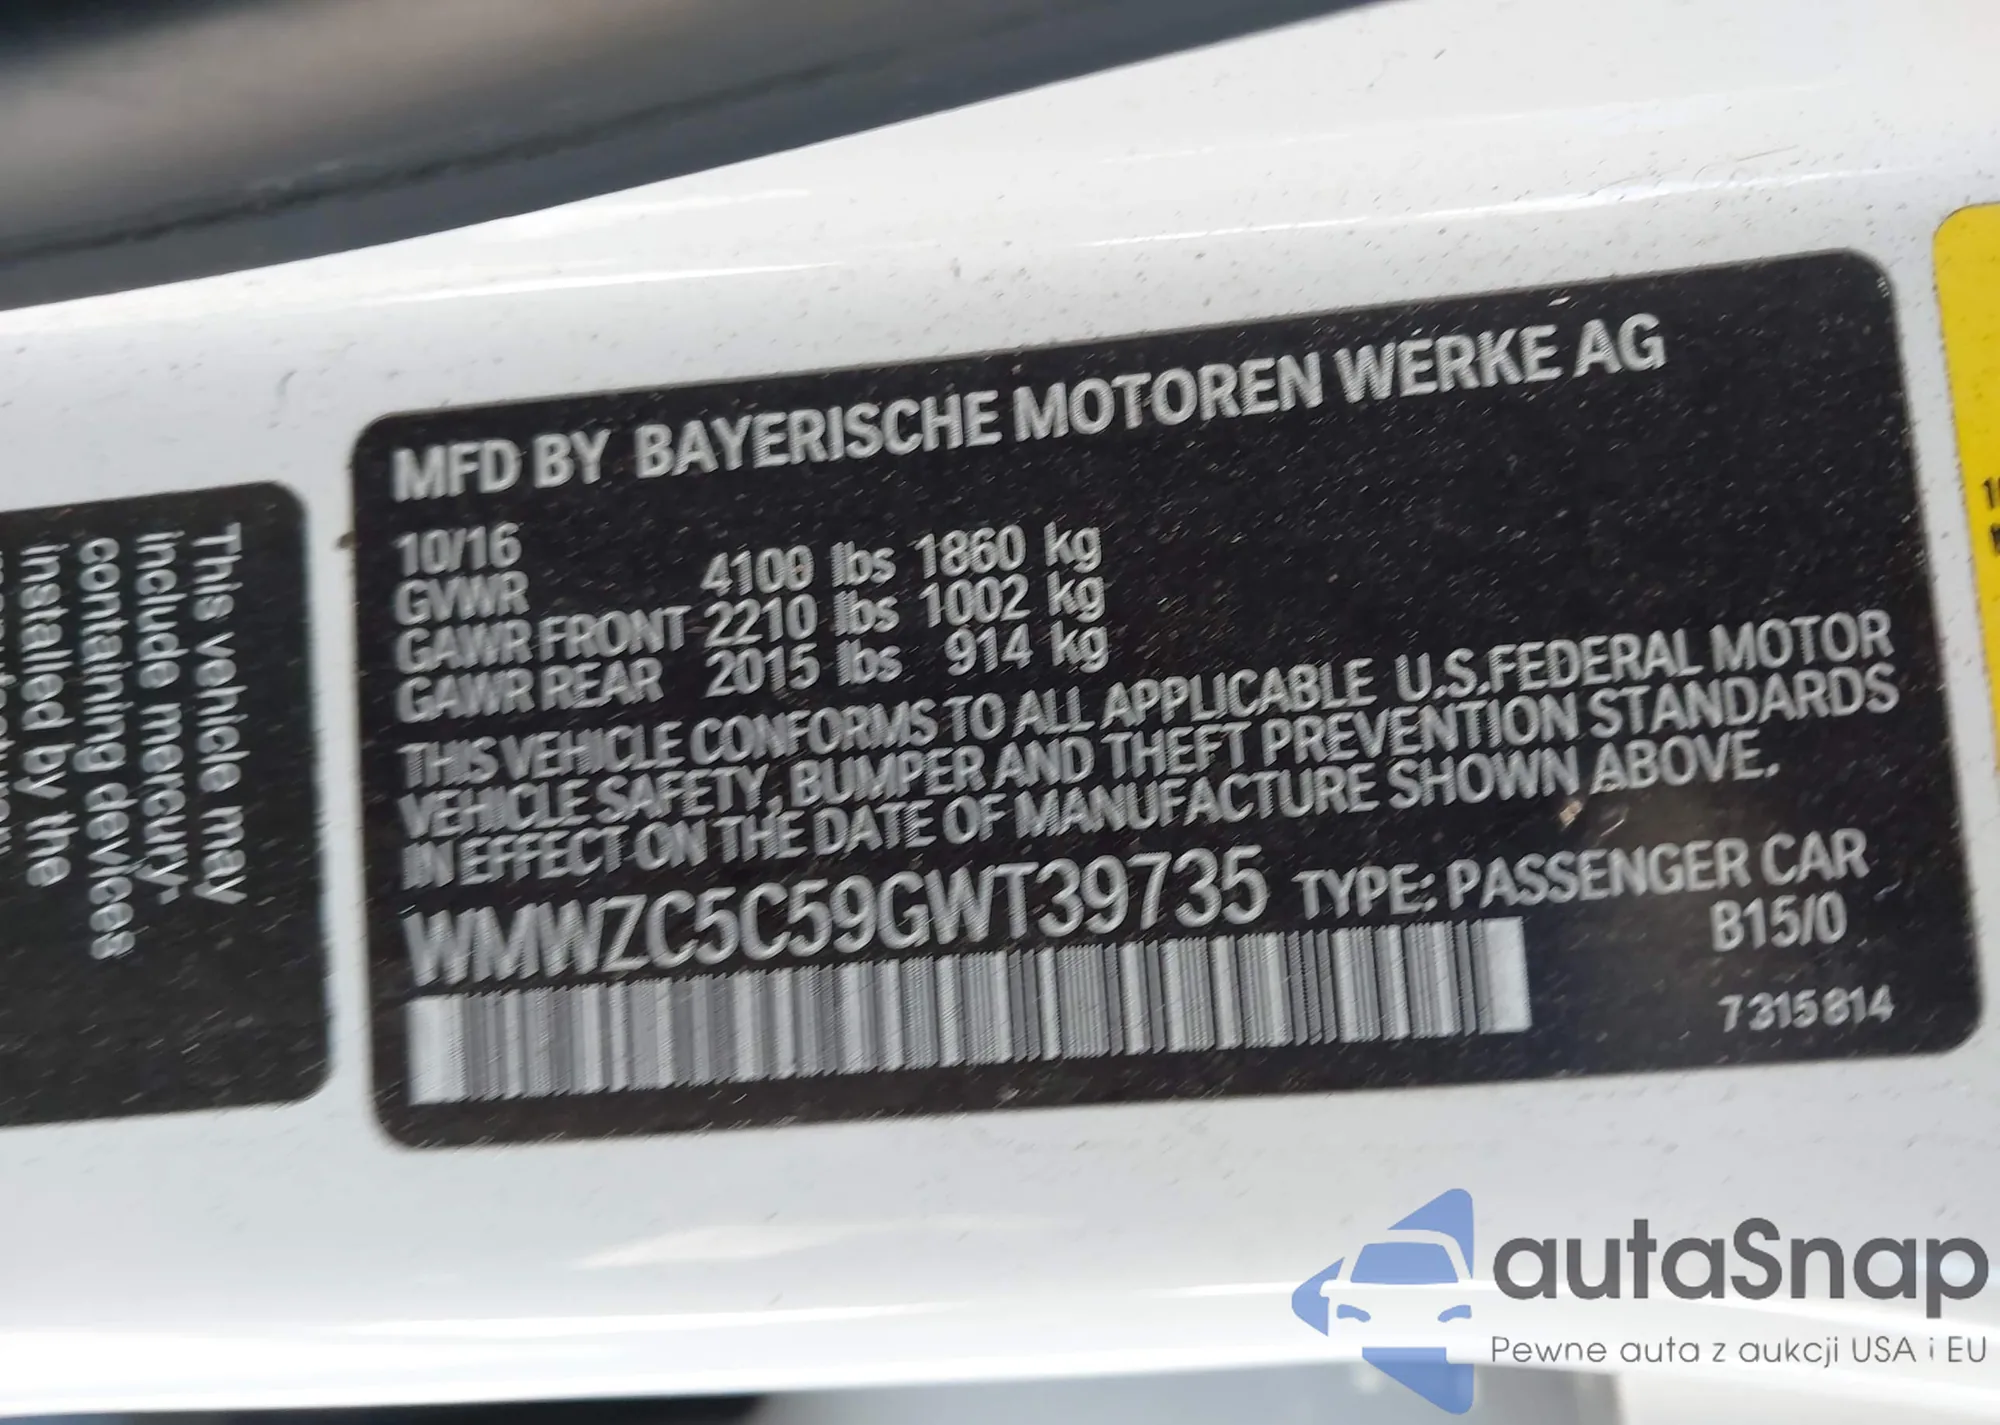 MFD BY BAYERISCHE MOTOREN WERKE AG
10/16
GVWR 4100 lbs 1860 kg
GAWR FRONT 2210 lbs 1002 kg
GAWR REAR 2015 lbs 914 kg
THIS VEHICLE CONFORMS TO ALL APPLICABLE U.S.FEDERAL MOTOR
VEHICLE SAFETY, BUMPER AND THEFT PREVENTION STANDARDS
IN EFFECT ON THE DATE OF MANUFACTURE SHOWN ABOVE.
WMWZC5C59GWT39735 TYPE: PASSENGER CAR
B15/0
7315814
This vehicle may
include mercury-
containing devices
installed by the
autaSnap
Pewne auta z aukcji USA i EU